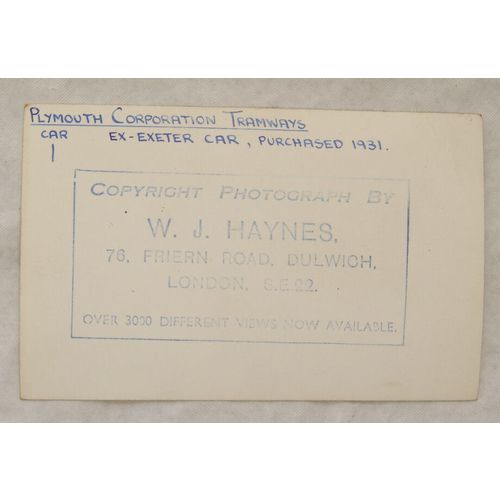 PLYMOUTH CORPORATION TRAMWAYS
CAR EX-EXETER CAR, PURCHASED 1931.
1
COPYRIGHT PHOTOGRAPH BY
W. J. HAYNES,
76, FRIERN ROAD, DULWICH,
LONDON, S.E.22.
OVER 3000 DIFFERENT VIEWS NOW AVAILABLE.